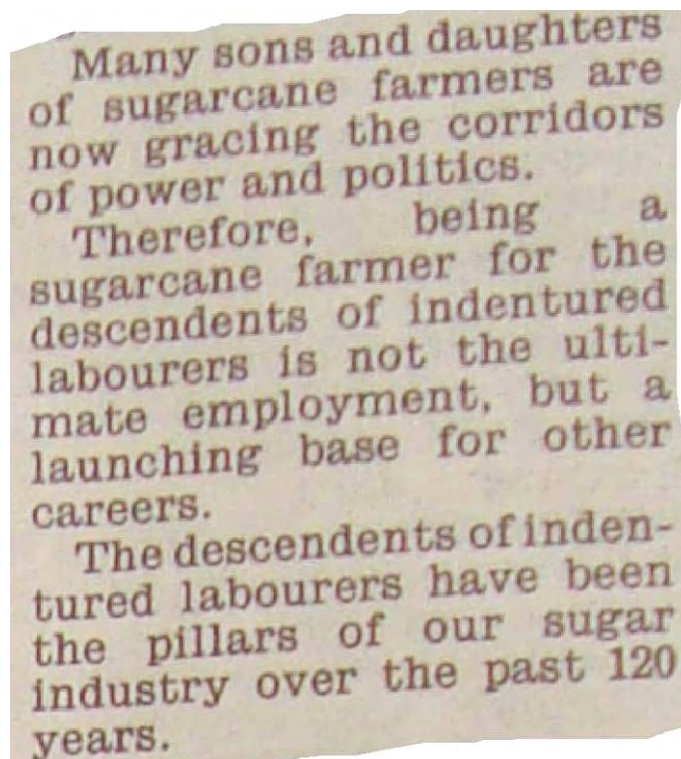 Many sons and daughters
of sugarcane farmers are
now gracing the corridors
of power and politics.
Therefore, being a
sugarcane farmer for the
descendents of indentured
labourers is not the ulti-
mate employment, but a
launching base for other
careers.
The descendents of inden-
tured labourers have been
the pillars of our sugar
industry over the past 120
years.